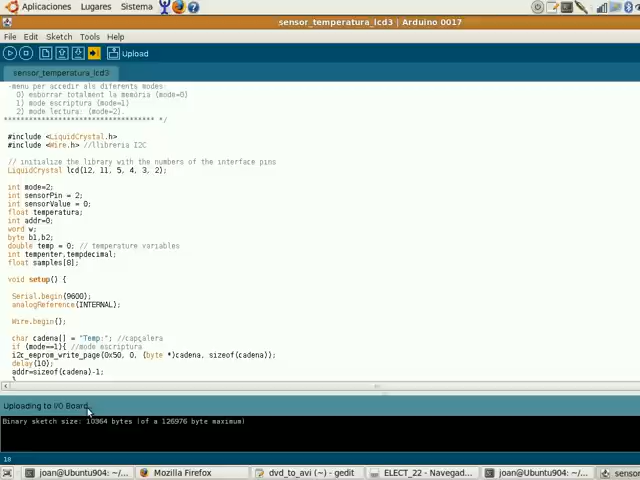 Aplicaciones Lugares Sistema
sensor_temperatura_lcd3 | Arduino 0017
File Edit Sketch Tools Help
Upload
sensor_temperatura_lcd3
-menu per accedir als diferents modes
0) esborrar totalment la memòria (mode=0)
1) mode escriptura (mode=1)
2) mode lectura: (mode=2).
*********************************** */
#include <LiquidCrystal.h>
#include <Wire.h> //llibreria I2C
// initialize the library with the numbers of the interface pins
LiquidCrystal lcd(12, 11, 5, 4, 3, 2);
int mode=2;
int sensorPin = 2;
int sensorValue = 0;
float temperatura;
int addr=0;
word w;
byte b1,b2;
double temp = 0; // temperature variables
int tempenter,tempdecimal;
float samples[8];
void setup() {
Serial.begin(9600);
analogReference(INTERNAL);
Wire.begin();
char cadena[] = "Temp:"; //capçalera
if (mode==1){ //mode escriptura
i2c_eeprom_write_page(0x50, 0, (byte *)cadena, sizeof(cadena));
delay(10);
addr=sizeof(cadena)-1;
}
Uploading to I/O Board...
Binary sketch size: 10364 bytes (of a 126976 byte maximum)
18
joan@Ubuntu904: ~/... Mozilla Firefox dvd_to_avi (~) - gedit ELECT_22 - Navegad... joan@Ubuntu904: ~/... sensor